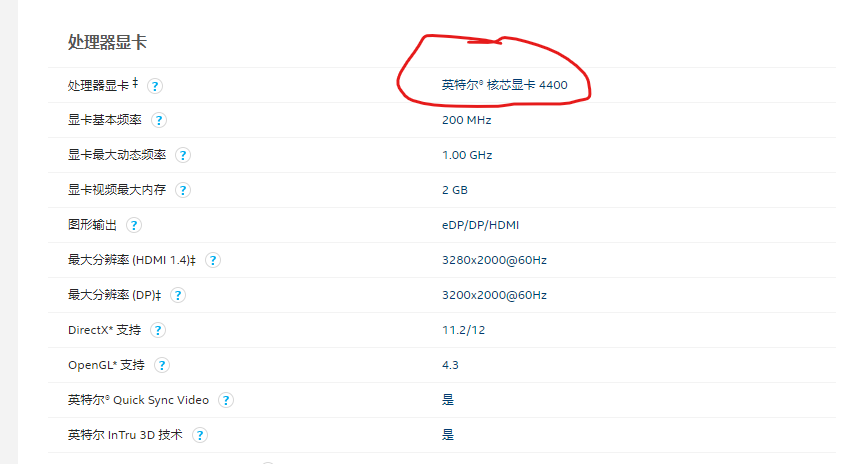 处理器显卡
处理器显卡 ‡ ? 英特尔® 核芯显卡 4400
显卡基本频率 ? 200 MHz
显卡最大动态频率 ? 1.00 GHz
显卡视频最大内存 ? 2 GB
图形输出 ? eDP/DP/HDMI
最大分辨率 (HDMI 1.4)‡ ? 3280x2000@60Hz
最大分辨率 (DP)‡ ? 3200x2000@60Hz
DirectX* 支持 ? 11.2/12
OpenGL* 支持 ? 4.3
英特尔® Quick Sync Video ? 是
英特尔 InTru 3D 技术 ? 是